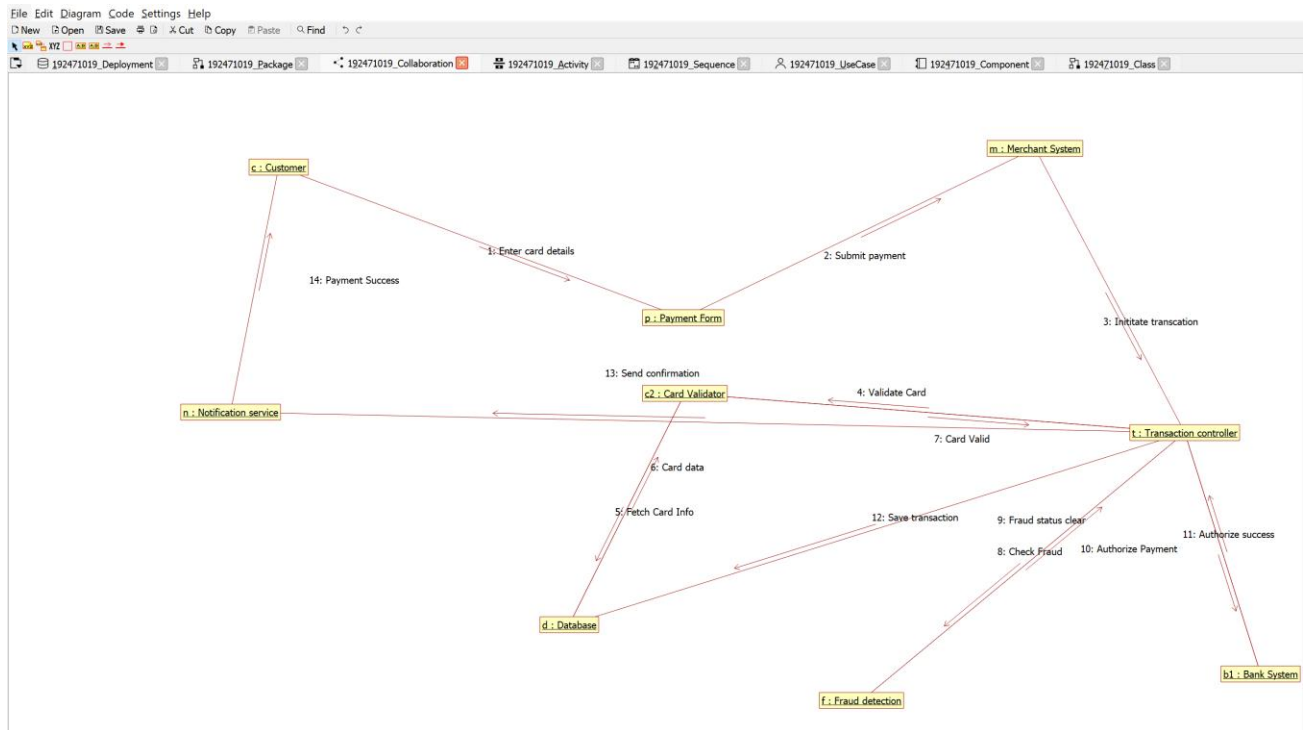 File Edit Diagram Code Settings Help
New Open Save Cut Copy Paste Find
XYZ
192471019_Deployment 192471019_Package 192471019_Collaboration 192471019_Activity 192471019_Sequence 192471019_UseCase 192471019_Component 192471019_Class
m : Merchant System
c : Customer
1: Enter card details
2: Submit payment
14: Payment Success
p : Payment Form
3: Inititate transcation
13: Send confirmation
c2 : Card Validator
4: Validate Card
n : Notification service
t : Transaction controller
7: Card Valid
6: Card data
5: Fetch Card Info
12: Save transaction
9: Fraud status clear
11: Authorize success
8: Check Fraud
10: Authorize Payment
d : Database
b1 : Bank System
f : Fraud detection